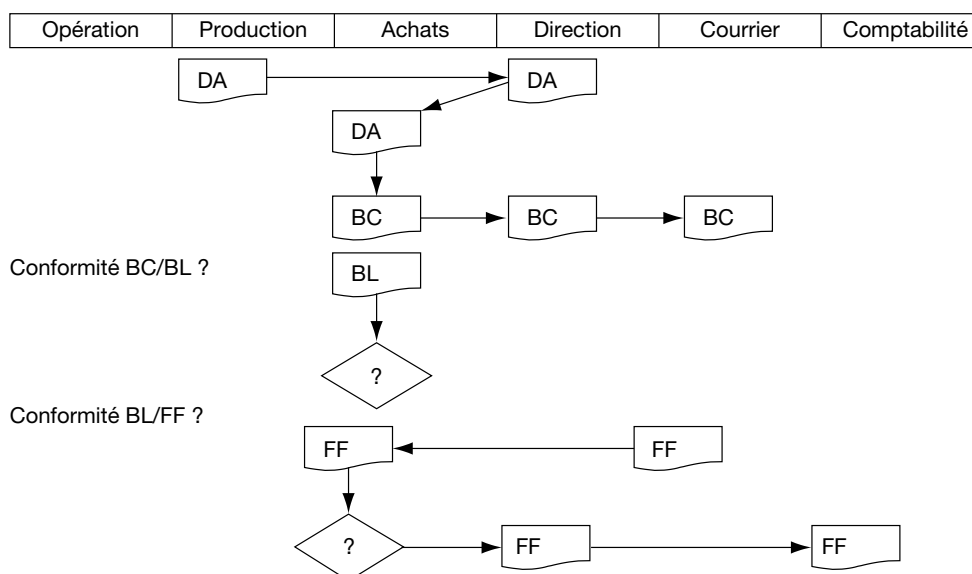 Opération Production Achats Direction Courrier Comptabilité
DA DA
DA
BC BC BC
Conformité BC/BL ?
BL
?
Conformité BL/FF ?
FF FF
? FF FF